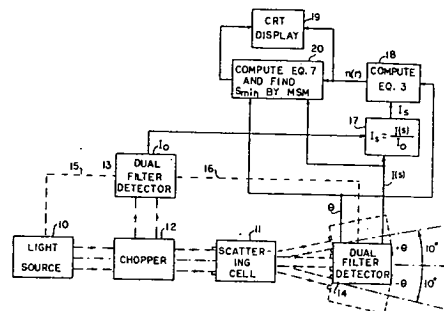 CRT
DISPLAY
19
20
COMPUTE EQ. 7
AND FIND
Smin BY MSM
n(r)
18
COMPUTE
EQ. 3
Is
17
Is = I(s)/Io
I(s)
Io
15
13
DUAL
FILTER
DETECTOR
16
θ
10
LIGHT
SOURCE
12
CHOPPER
11
SCATTER-
ING
CELL
DUAL
FILTER
DETECTOR
14
-θ
10°
-θ
10°